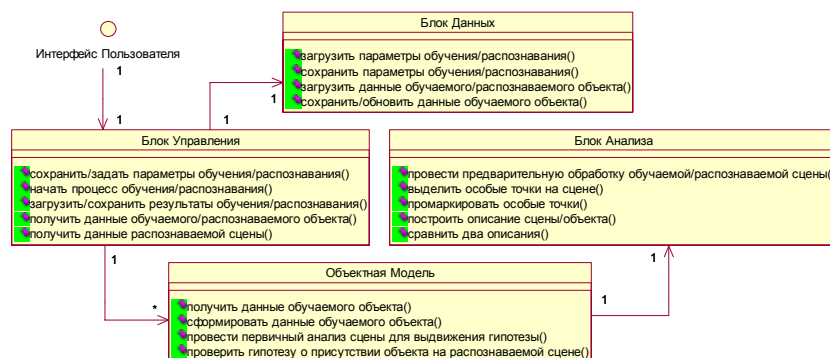 Блок Данных
загрузить параметры обучения/распознавания()
сохранить параметры обучения/распознавания()
загрузить данные обучаемого/распознаваемого объекта()
сохранить/обновить данные обучаемого объекта()
Интерфейс Пользователя
1
1
1
1
Блок Управления
сохранить/задать параметры обучения/распознавания()
начать процесс обучения/распознавания()
загрузить/сохранить результаты обучения/распознавания()
получить данные обучаемого/распознаваемого объекта()
получить данные распознаваемой сцены()
Блок Анализа
провести предварительную обработку обучаемой/распознаваемой сцены(
выделить особые точки на сцене()
промаркировать особые точки()
построить описание сцены/объекта()
сравнить два описания()
1
*
1
1
Объектная Модель
получить данные обучаемого объекта()
сформировать данные обучаемого объекта()
провести первичный анализ сцены для выдвижения гипотезы()
проверить гипотезу о присутствии объекта на распознаваемой сцене()